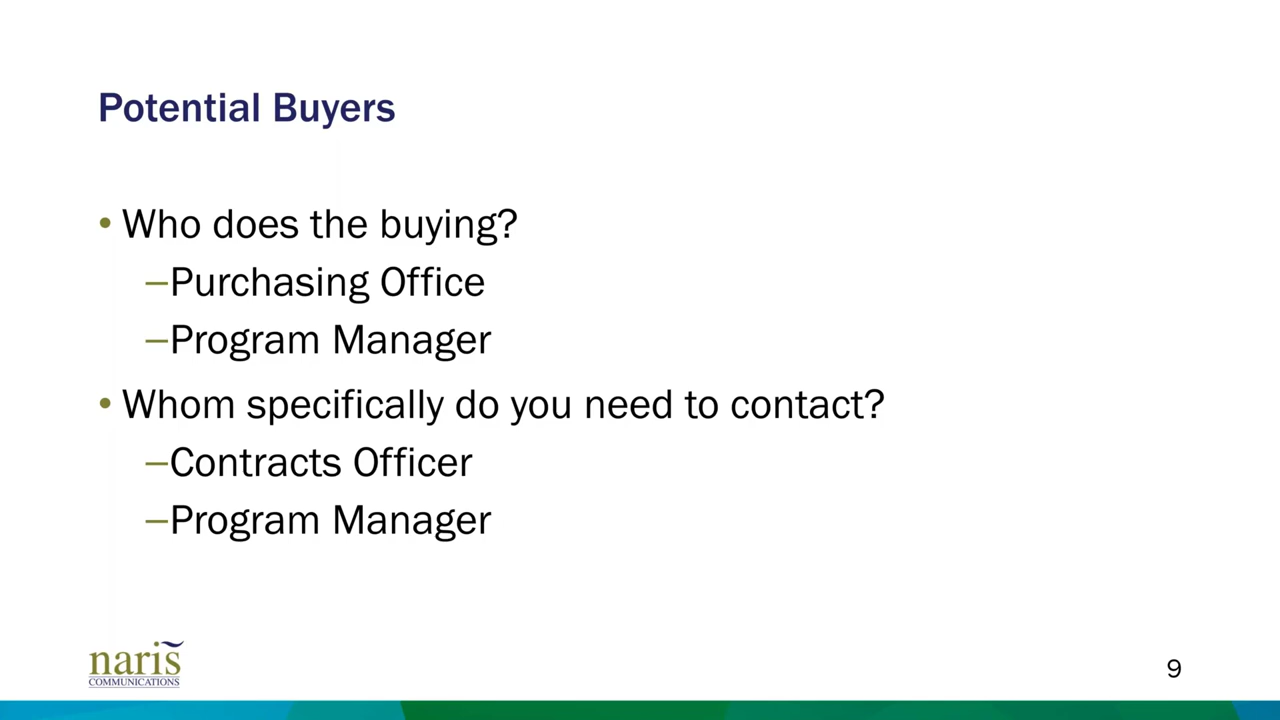 Potential Buyers
• Who does the buying?
–Purchasing Office
–Program Manager
• Whom specifically do you need to contact?
–Contracts Officer
–Program Manager
naris
COMMUNICATIONS
9